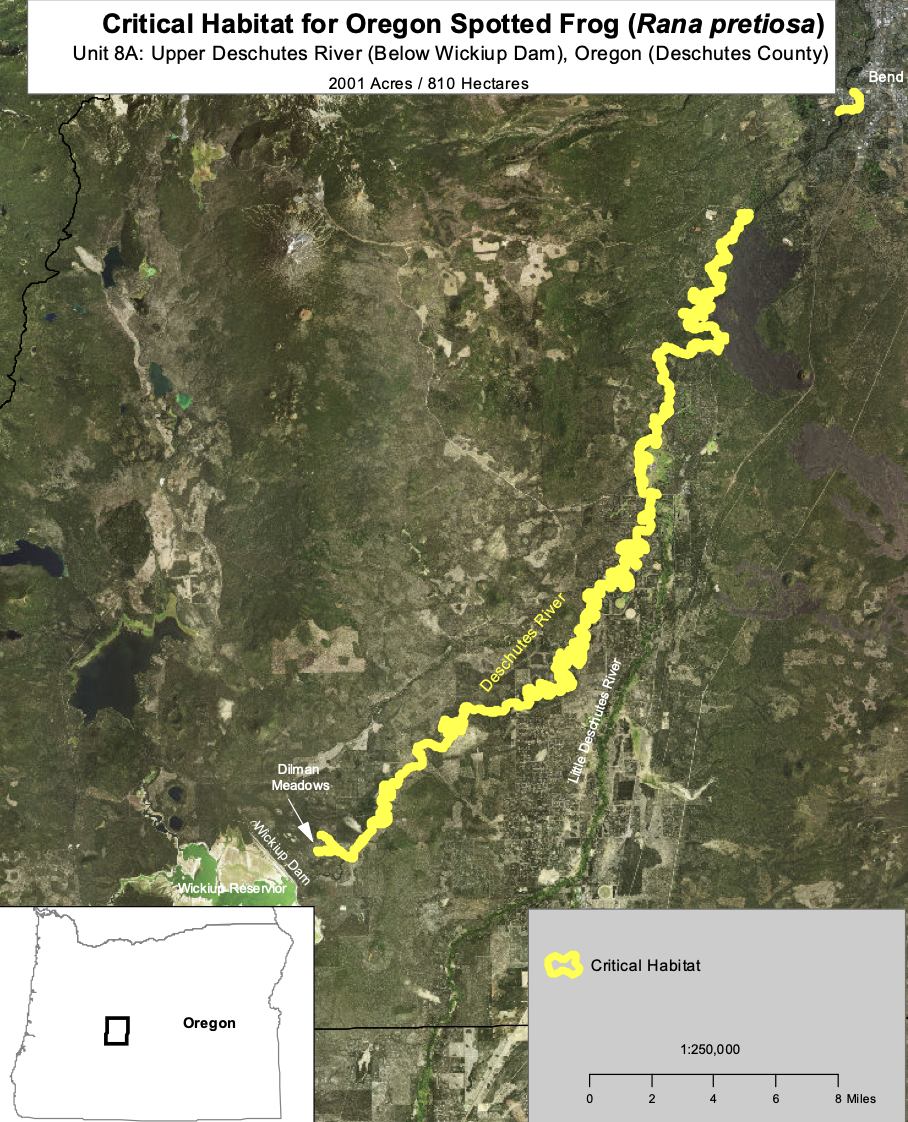 Critical Habitat for Oregon Spotted Frog (Rana pretiosa)
Unit 8A: Upper Deschutes River (Below Wickiup Dam), Oregon (Deschutes County)
2001 Acres / 810 Hectares
Bend
Deschutes River
Little Deschutes River
Dilman
Meadows
Wickiup Dam
Wickiup Reservior
Oregon
Critical Habitat
1:250,000
0 2 4 6 8 Miles